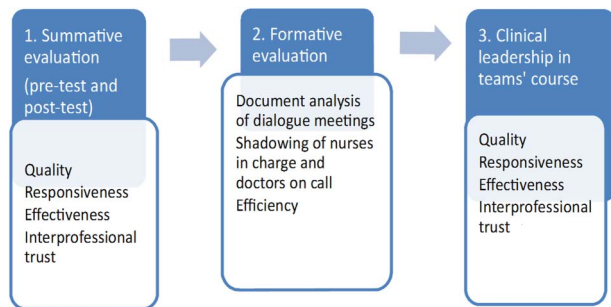 1. Summative
evaluation
(pre-test and
post-test)
Quality
Responsiveness
Effectiveness
Interprofessional
trust
2. Formative
evaluation
Document analysis
of dialogue meetings
Shadowing of nurses
in charge and
doctors on call
Efficiency
3. Clinical
leadership in
teams' course
Quality
Responsiveness
Effectiveness
Interprofessional
trust